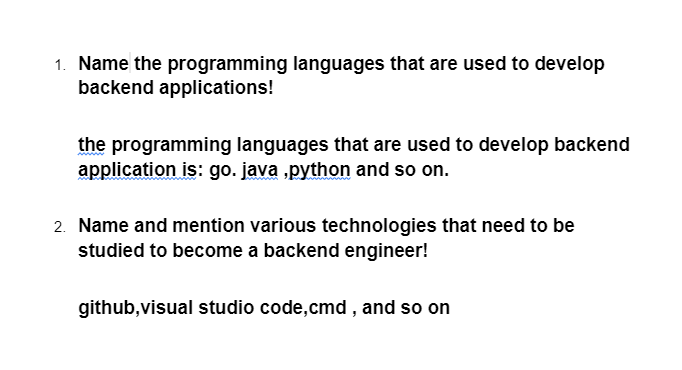 1. Name the programming languages that are used to develop
backend applications!
the programming languages that are used to develop backend
application is: go. java ,python and so on.
2. Name and mention various technologies that need to be
studied to become a backend engineer!
github,visual studio code,cmd , and so on